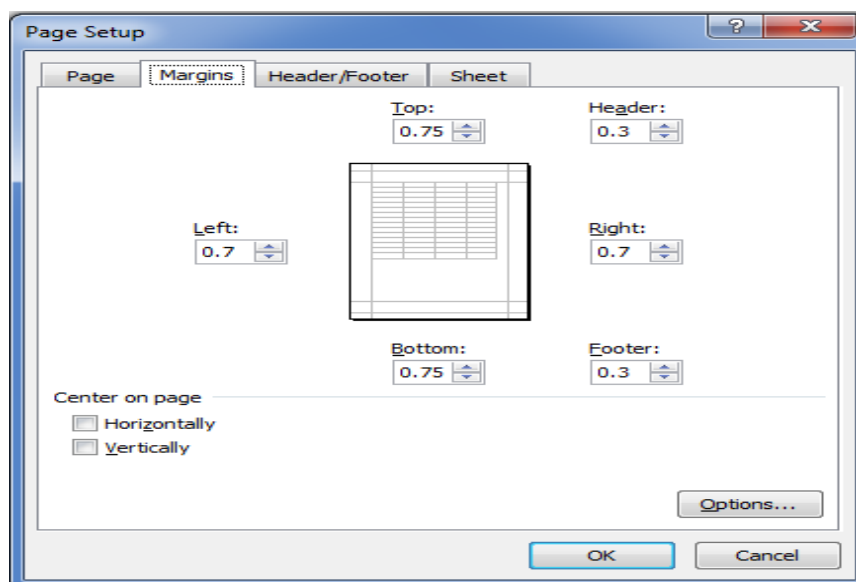 Page Setup
Page Margins Header/Footer Sheet
Top: Header:
0.75 0.3
Left: Right:
0.7 0.7
Bottom: Footer:
0.75 0.3
Center on page
Horizontally
Vertically
Options...
OK Cancel